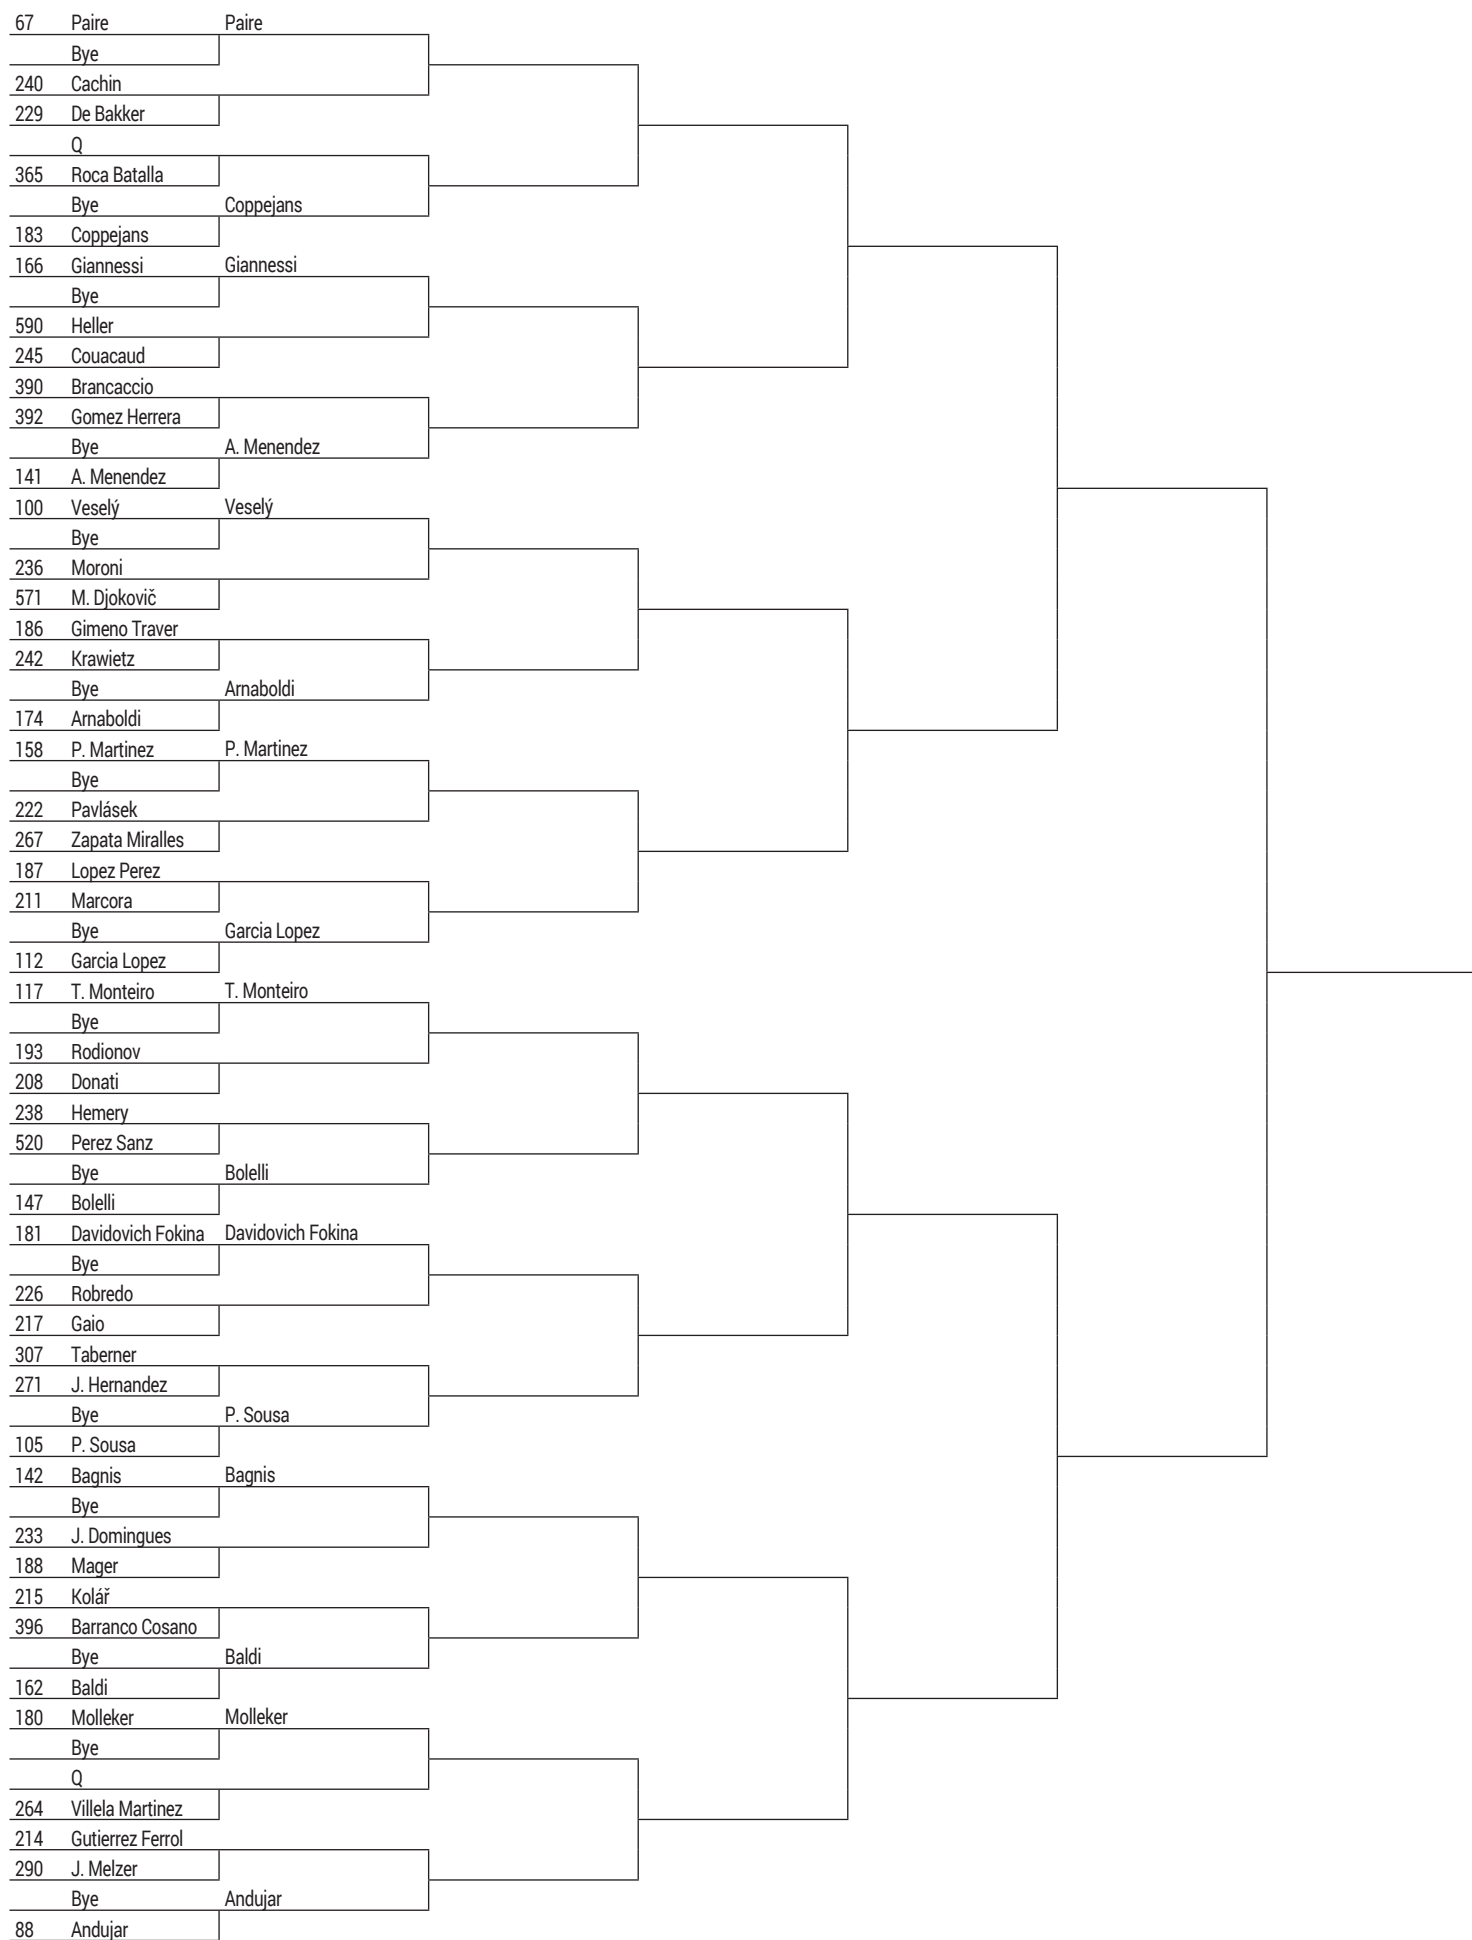 67 Paire Paire
Bye
240 Cachin
229 De Bakker
Q
365 Roca Batalla
Bye Coppejans
183 Coppejans
166 Giannessi Giannessi
Bye
590 Heller
245 Couacaud
390 Brancaccio
392 Gomez Herrera
Bye A. Menendez
141 A. Menendez
100 Veselý Veselý
Bye
236 Moroni
571 M. Djokovič
186 Gimeno Traver
242 Krawietz
Bye Arnaboldi
174 Arnaboldi
158 P. Martinez P. Martinez
Bye
222 Pavlásek
267 Zapata Miralles
187 Lopez Perez
211 Marcora
Bye Garcia Lopez
112 Garcia Lopez
117 T. Monteiro T. Monteiro
Bye
193 Rodionov
208 Donati
238 Hemery
520 Perez Sanz
Bye Bolelli
147 Bolelli
181 Davidovich Fokina Davidovich Fokina
Bye
226 Robredo
217 Gaio
307 Taberner
271 J. Hernandez
Bye P. Sousa
105 P. Sousa
142 Bagnis Bagnis
Bye
233 J. Domingues
188 Mager
215 Kolář
396 Barranco Cosano
Bye Baldi
162 Baldi
180 Molleker Molleker
Bye
Q
264 Villela Martinez
214 Gutierrez Ferrol
290 J. Melzer
Bye Andujar
88 Andujar